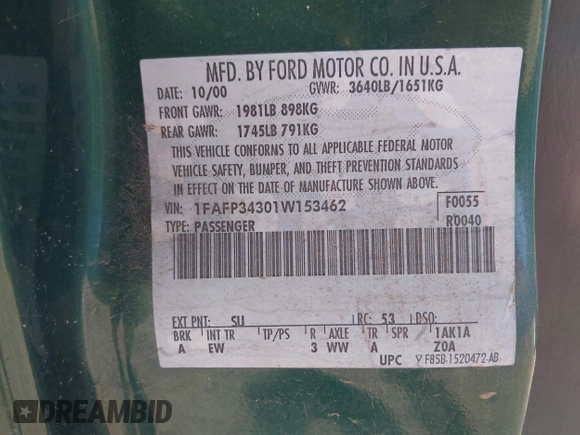 MFD. BY FORD MOTOR CO. IN U.S.A.
DATE: 10/00 GVWR: 3640LB/1651KG
FRONT GAWR: 1981LB 898KG
REAR GAWR: 1745LB 791KG
THIS VEHICLE CONFORMS TO ALL APPLICABLE FEDERAL MOTOR
VEHICLE SAFETY, BUMPER, AND THEFT PREVENTION STANDARDS
IN EFFECT ON THE DATE OF MANUFACTURE SHOWN ABOVE.
VIN: 1FAFP34301W153462 F0055
TYPE: PASSENGER R0040
EXT PNT: SU RC: 53 DSO:
BRK INT TR TP/PS R AXLE TR SPR 1AK1A
A EW 3 WW A Z0A
UPC F85B-1520472-AB
DREAMBID